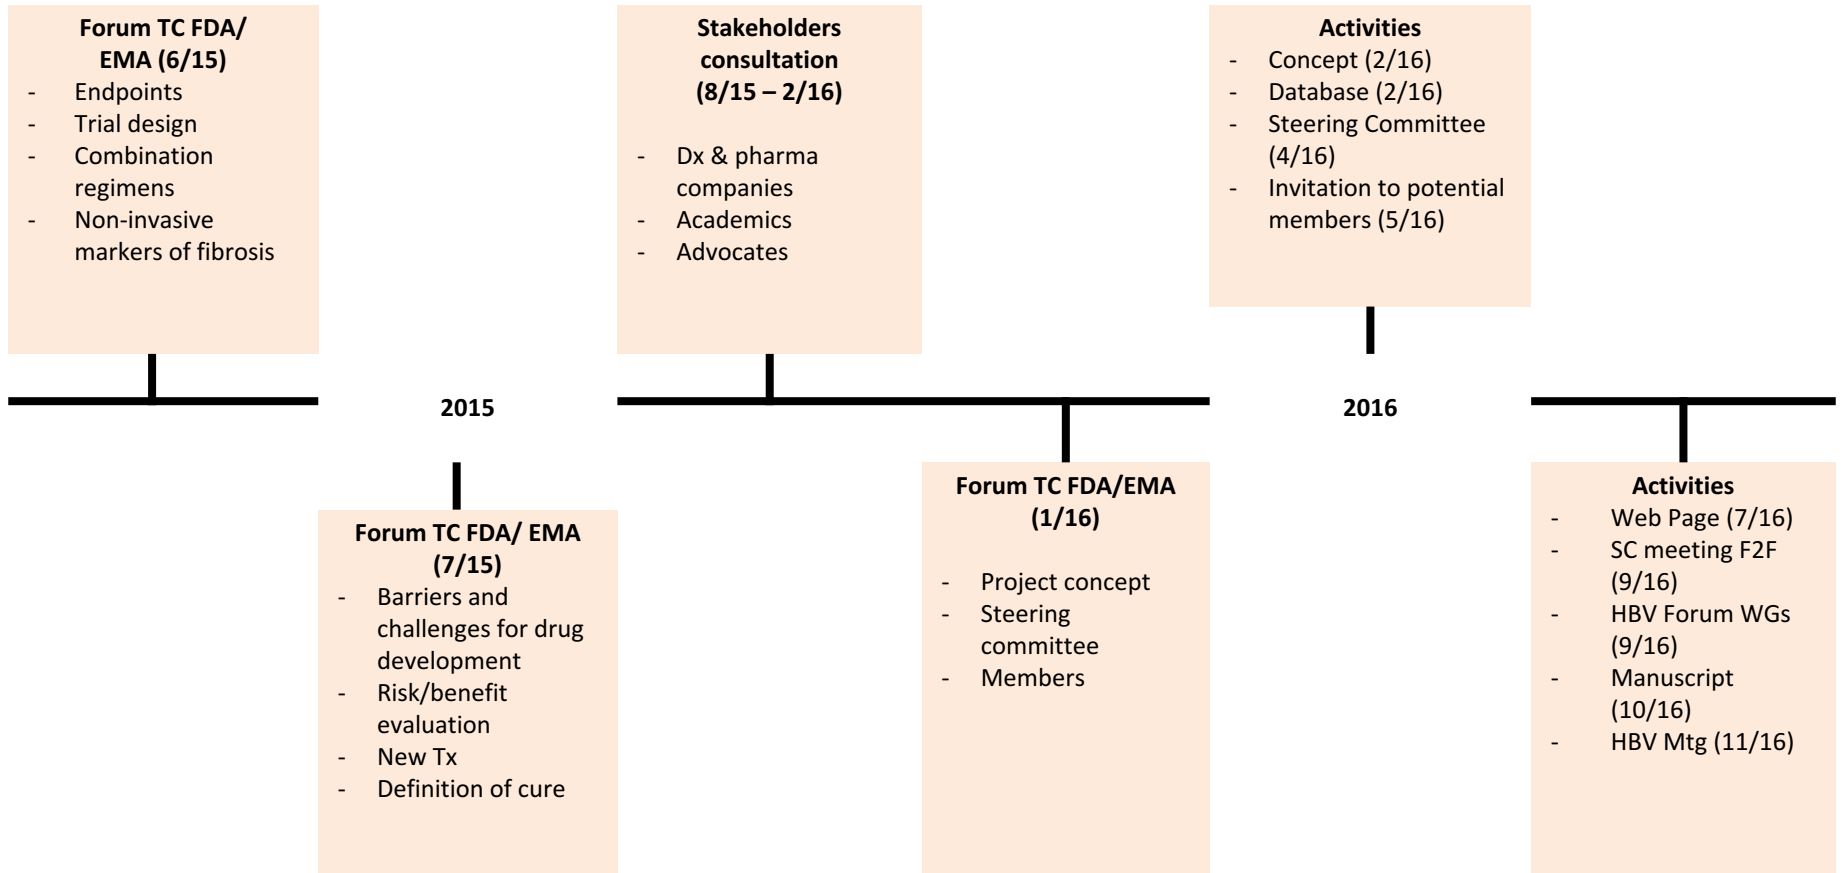 Forum TC FDA/
EMA (6/15)
- Endpoints
- Trial design
- Combination
regimens
- Non-invasive
markers of fibrosis
Stakeholders
consultation
(8/15 – 2/16)
- Dx & pharma
companies
- Academics
- Advocates
Activities
- Concept (2/16)
- Database (2/16)
- Steering Committee
(4/16)
- Invitation to potential
members (5/16)
2015
2016
Forum TC FDA/ EMA
(7/15)
- Barriers and
challenges for drug
development
- Risk/benefit
evaluation
- New Tx
- Definition of cure
Forum TC FDA/EMA
(1/16)
- Project concept
- Steering
committee
- Members
Activities
- Web Page (7/16)
- SC meeting F2F
(9/16)
- HBV Forum WGs
(9/16)
- Manuscript
(10/16)
- HBV Mtg (11/16)